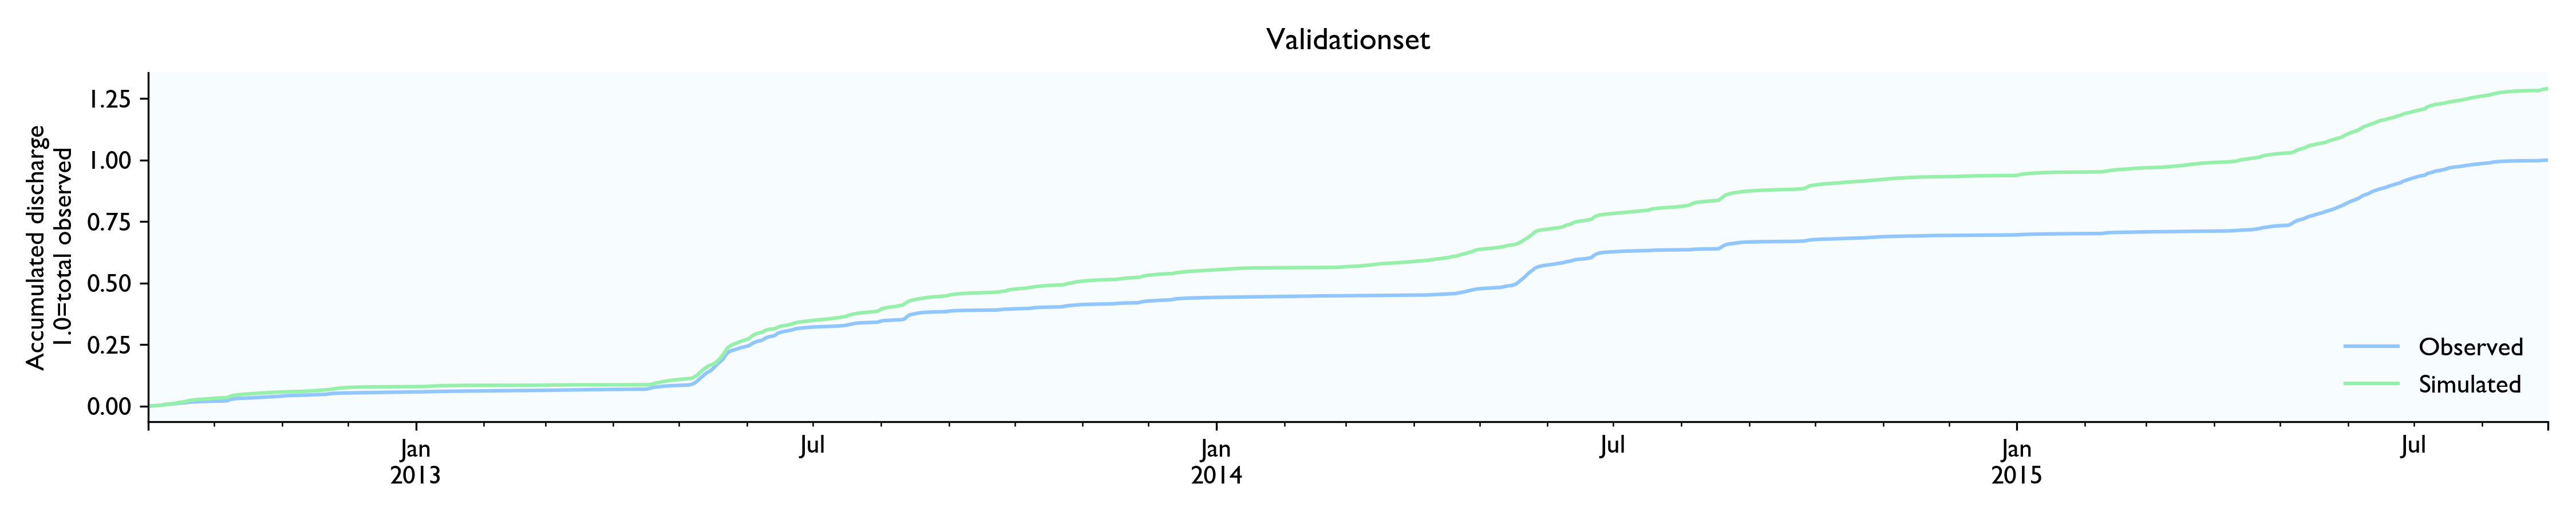 Validationset
Accumulated discharge
1.0=total observed
1.25
1.00
0.75
0.50
0.25
0.00
Observed
Simulated
Jan
2013
Jul
Jan
2014
Jul
Jan
2015
Jul